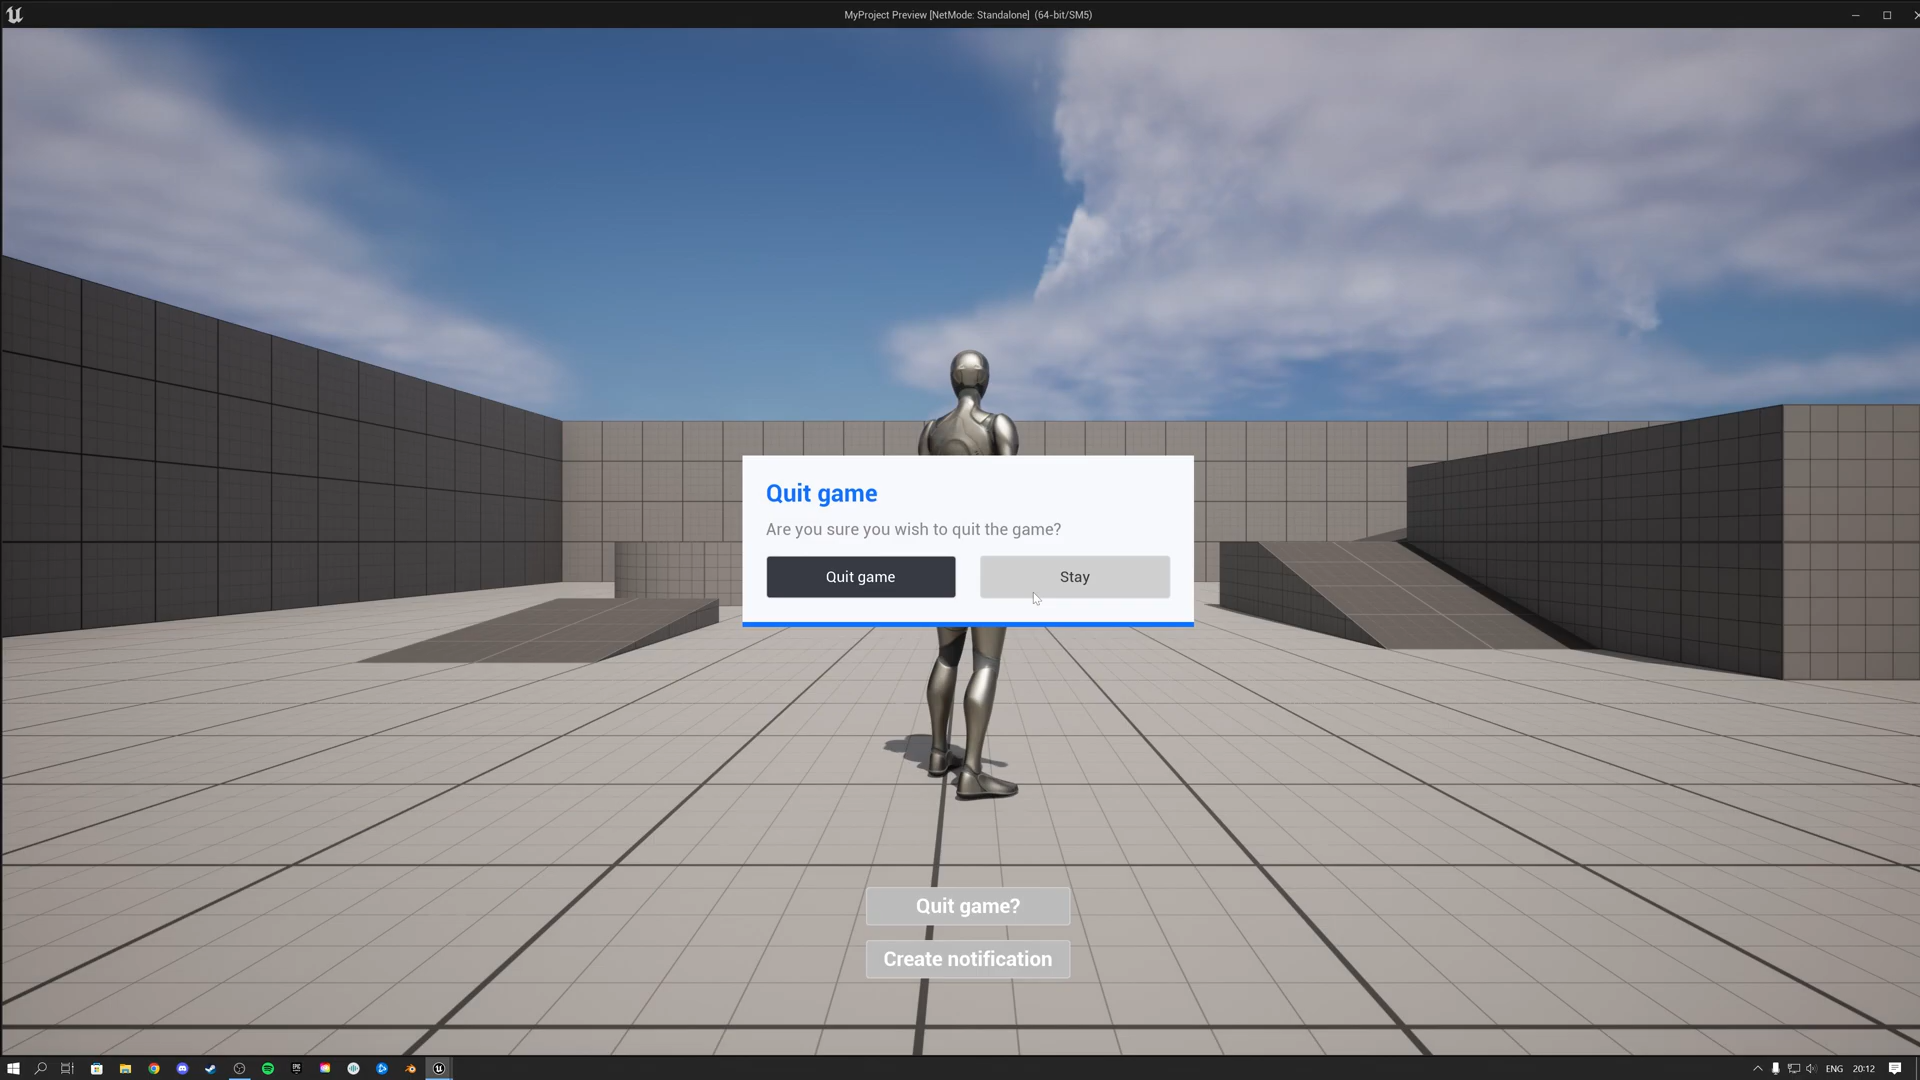 MyProject Preview [NetMode: Standalone] (64-bit/SM5)
Quit game
Are you sure you wish to quit the game?
Quit game
Stay
Quit game?
Create notification
ENG
20:12